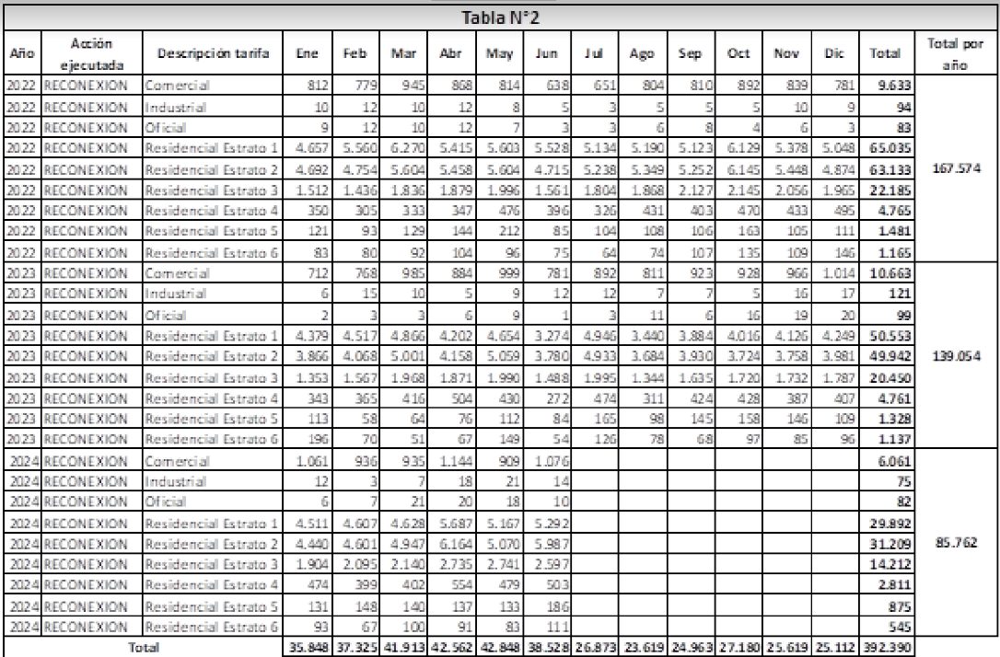 Tabla N°2
Año Acción ejecutada Descripción tarifa Ene Feb Mar Abr May Jun Jul Ago Sep Oct Nov Dic Total Total por año
2022 RECONEXION Comercial 812 779 945 868 814 638 651 804 810 892 839 781 9.633
2022 RECONEXION Industrial 10 12 10 12 8 5 3 5 5 5 10 9 94
2022 RECONEXION Oficial 9 12 10 12 7 3 3 6 8 4 6 3 83
2022 RECONEXION Residencial Estrato 1 4.657 5.560 6.270 5.415 5.603 5.528 5.134 5.190 5.123 6.129 5.378 5.048 65.035
2022 RECONEXION Residencial Estrato 2 4.692 4.754 5.604 5.458 5.604 4.715 5.238 5.349 5.252 6.145 5.448 4.874 63.133 167.574
2022 RECONEXION Residencial Estrato 3 1.512 1.436 1.836 1.879 1.996 1.561 1.804 1.868 2.127 2.145 2.056 1.965 22.185
2022 RECONEXION Residencial Estrato 4 350 305 333 347 476 396 326 431 403 470 433 495 4.765
2022 RECONEXION Residencial Estrato 5 121 93 129 144 212 85 104 108 106 163 105 111 1.481
2022 RECONEXION Residencial Estrato 6 83 80 92 104 96 75 64 74 107 135 109 146 1.165
2023 RECONEXION Comercial 712 768 985 884 999 781 892 811 923 928 966 1.014 10.663
2023 RECONEXION Industrial 6 15 10 5 9 12 12 7 7 5 16 17 121
2023 RECONEXION Oficial 2 3 3 6 9 1 3 11 6 16 19 20 99
2023 RECONEXION Residencial Estrato 1 4.379 4.517 4.866 4.202 4.654 3.274 4.946 3.440 3.884 4.016 4.126 4.249 50.553
2023 RECONEXION Residencial Estrato 2 3.866 4.068 5.001 4.158 5.059 3.780 4.933 3.684 3.930 3.724 3.758 3.981 49.942 139.054
2023 RECONEXION Residencial Estrato 3 1.353 1.567 1.968 1.871 1.990 1.488 1.995 1.344 1.635 1.720 1.732 1.787 20.450
2023 RECONEXION Residencial Estrato 4 343 365 416 504 430 272 474 311 424 428 387 407 4.761
2023 RECONEXION Residencial Estrato 5 113 58 64 76 112 84 165 98 145 158 146 109 1.328
2023 RECONEXION Residencial Estrato 6 196 70 51 67 149 54 126 78 68 97 85 96 1.137
2024 RECONEXION Comercial 1.061 936 935 1.144 909 1.076 6.061
2024 RECONEXION Industrial 12 3 7 18 21 14 75
2024 RECONEXION Oficial 6 7 21 20 18 10 82
2024 RECONEXION Residencial Estrato 1 4.511 4.607 4.628 5.687 5.167 5.292 29.892
2024 RECONEXION Residencial Estrato 2 4.440 4.601 4.947 6.164 5.070 5.987 31.209 85.762
2024 RECONEXION Residencial Estrato 3 1.904 2.095 2.140 2.735 2.741 2.597 14.212
2024 RECONEXION Residencial Estrato 4 474 399 402 554 479 503 2.811
2024 RECONEXION Residencial Estrato 5 131 148 140 137 133 186 875
2024 RECONEXION Residencial Estrato 6 93 67 100 91 83 111 545
Total 35.848 37.325 41.913 42.562 42.848 38.528 26.873 23.619 24.963 27.180 25.619 25.112 392.390